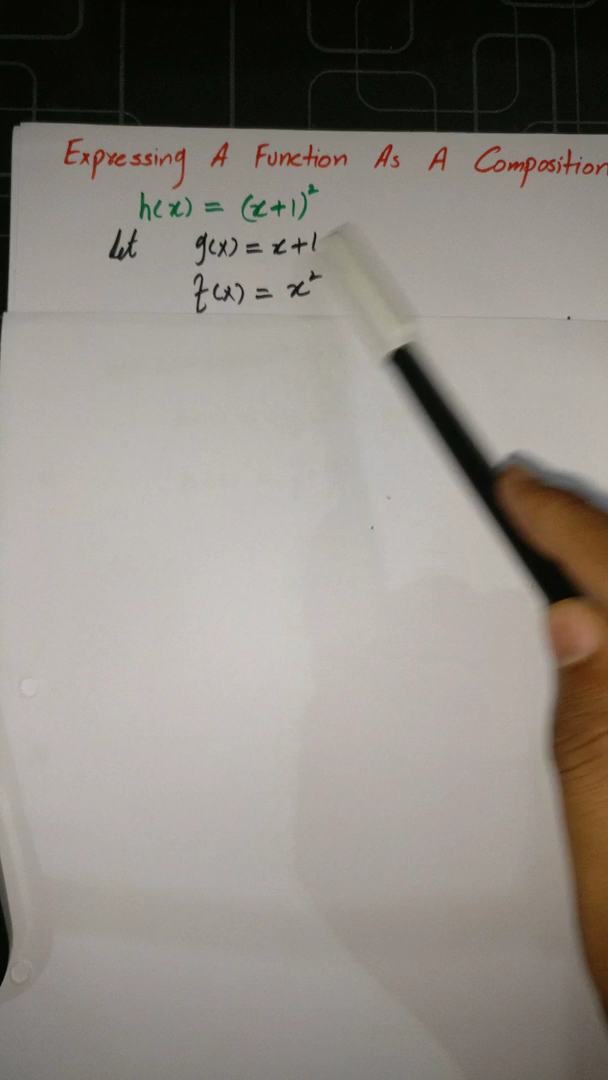 Expressing A Function As A Composition
h(x) = (x+1)²
Let g(x) = x+1
f(x) = x²